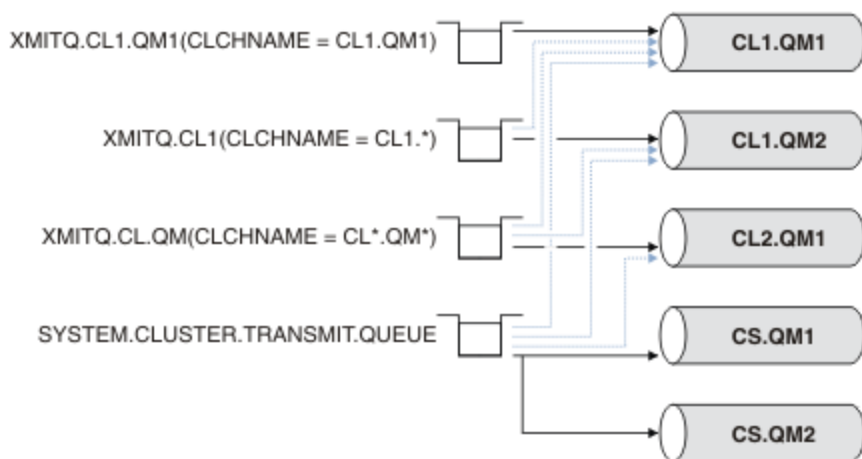 XMITQ.CL1.QM1(CLCHNAME = CL1.QM1)
CL1.QM1
XMITQ.CL1(CLCHNAME = CL1.*)
CL1.QM2
XMITQ.CL.QM(CLCHNAME = CL*.QM*)
CL2.QM1
SYSTEM.CLUSTER.TRANSMIT.QUEUE
CS.QM1
CS.QM2